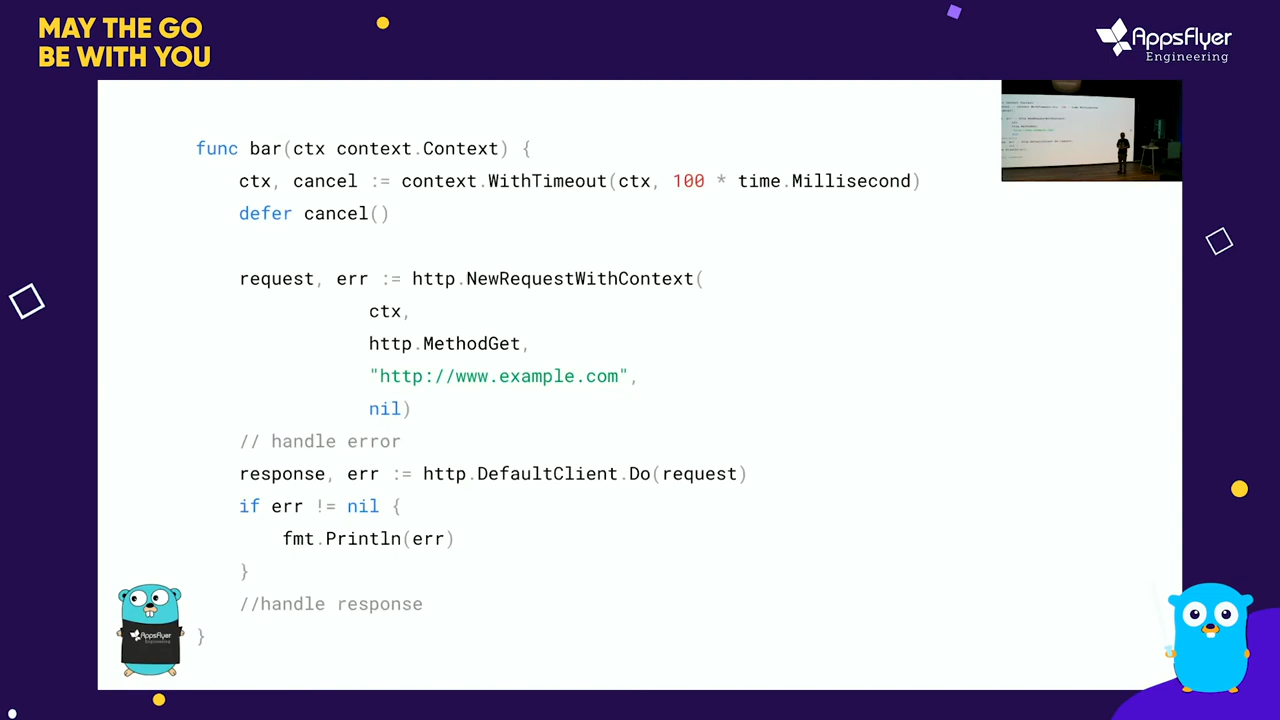 MAY THE GO
BE WITH YOU
AppsFlyer
Engineering
func bar(ctx context.Context) {
    ctx, cancel := context.WithTimeout(ctx, 100 * time.Millisecond)
    defer cancel()
    request, err := http.NewRequestWithContext(
                ctx,
                http.MethodGet,
                "http://www.example.com",
                nil)
    // handle error
    response, err := http.DefaultClient.Do(request)
    if err != nil {
        fmt.Println(err)
    }
    //handle response
}
AppsFlyer
Engineering